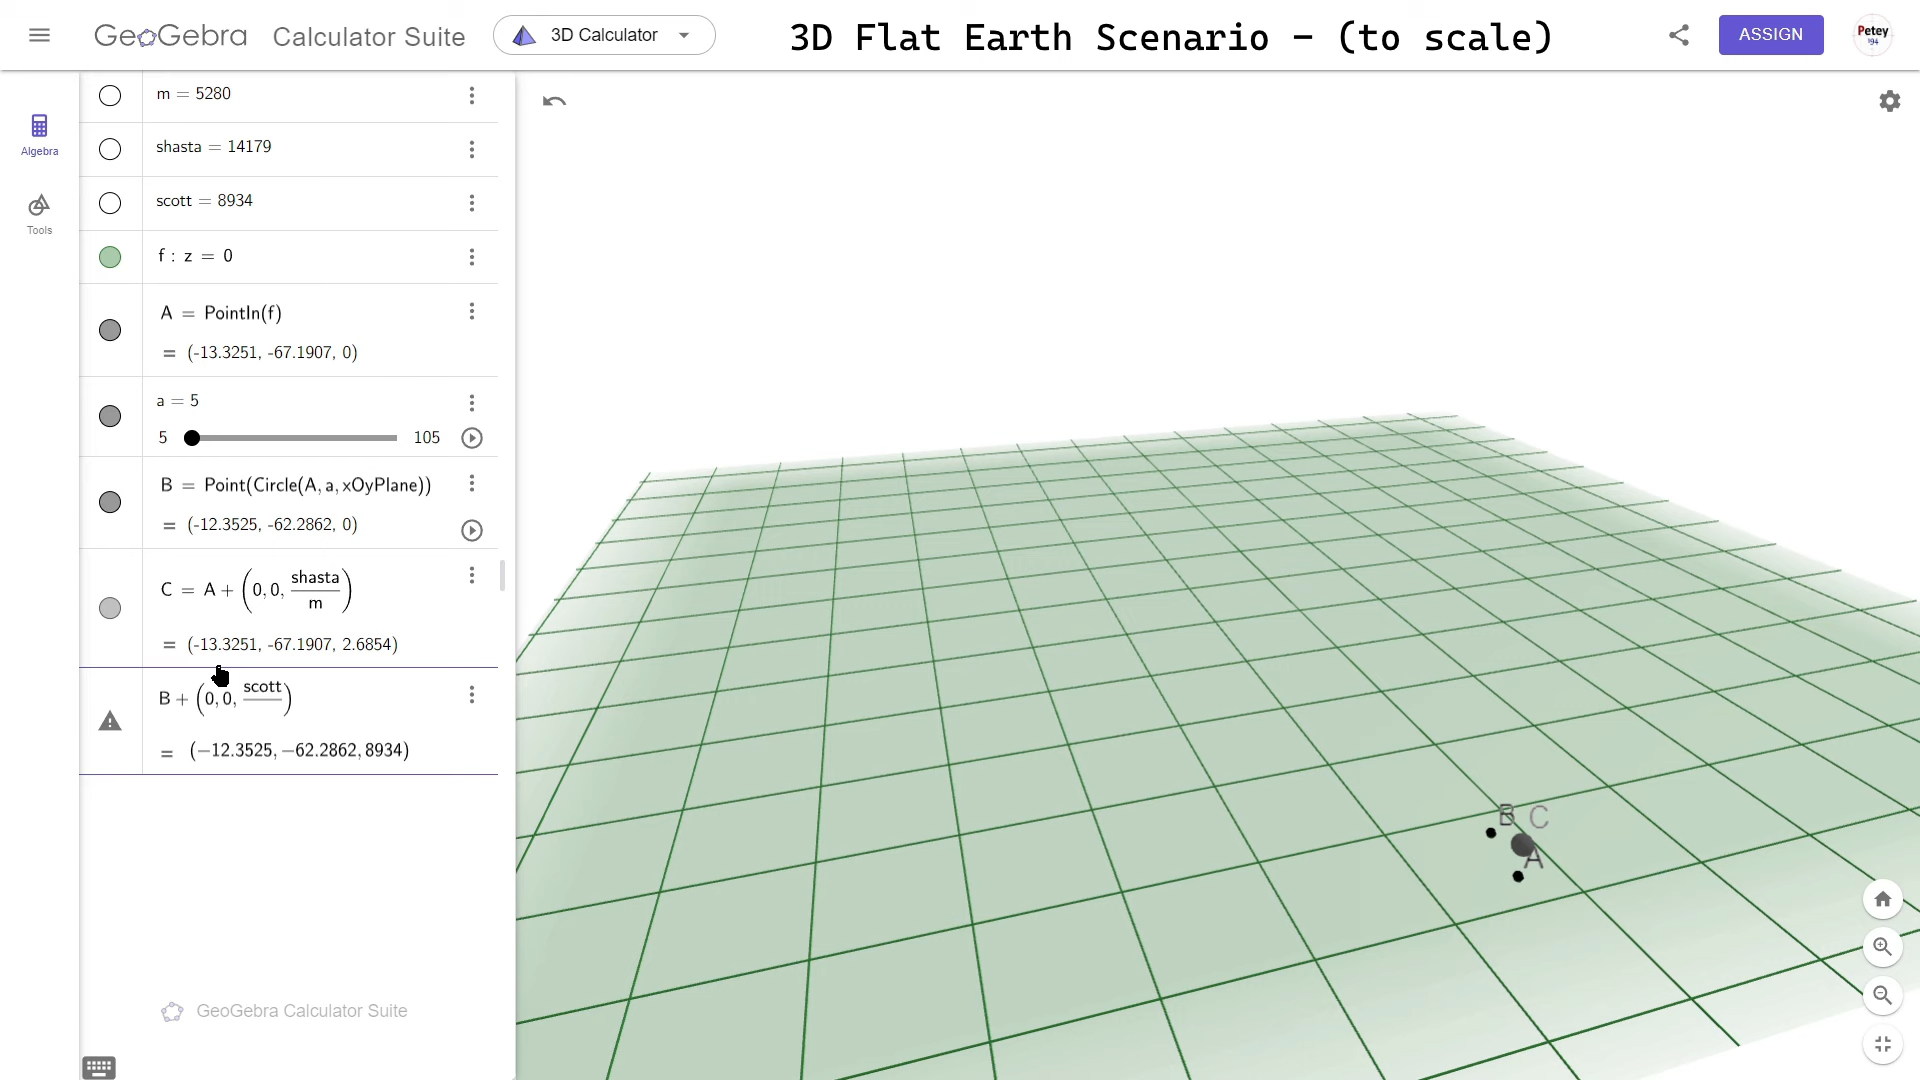 GeoGebra Calculator Suite
3D Calculator
3D Flat Earth Scenario - (to scale)
ASSIGN
Petey
'94
Algebra
Tools
m = 5280
shasta = 14179
scott = 8934
f : z = 0
A = PointIn(f)
= (-13.3251, -67.1907, 0)
a = 5
5
105
B = Point(Circle(A, a, xOyPlane))
= (-12.3525, -62.2862, 0)
C = A + (0, 0, shasta/m)
= (-13.3251, -67.1907, 2.6854)
B + (0, 0, scott/)
= (−12.3525, −62.2862, 8934)
B C
A
GeoGebra Calculator Suite